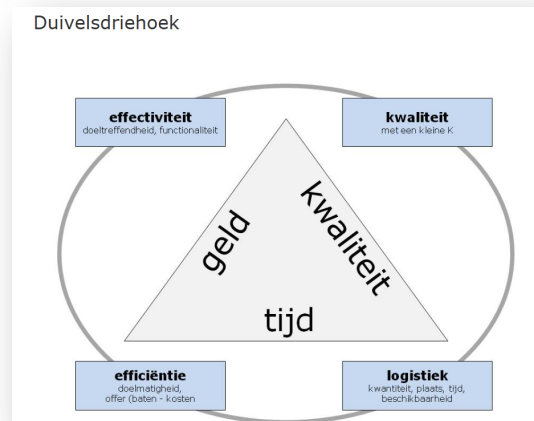 Duivelsdriehoek
effectiviteit
doeltreffendheid, functionaliteit
kwaliteit
met een kleine K
geld
kwaliteit
tijd
efficiëntie
doelmatigheid,
offer (baten - kosten
logistiek
kwantiteit, plaats, tijd,
beschikbaarheid